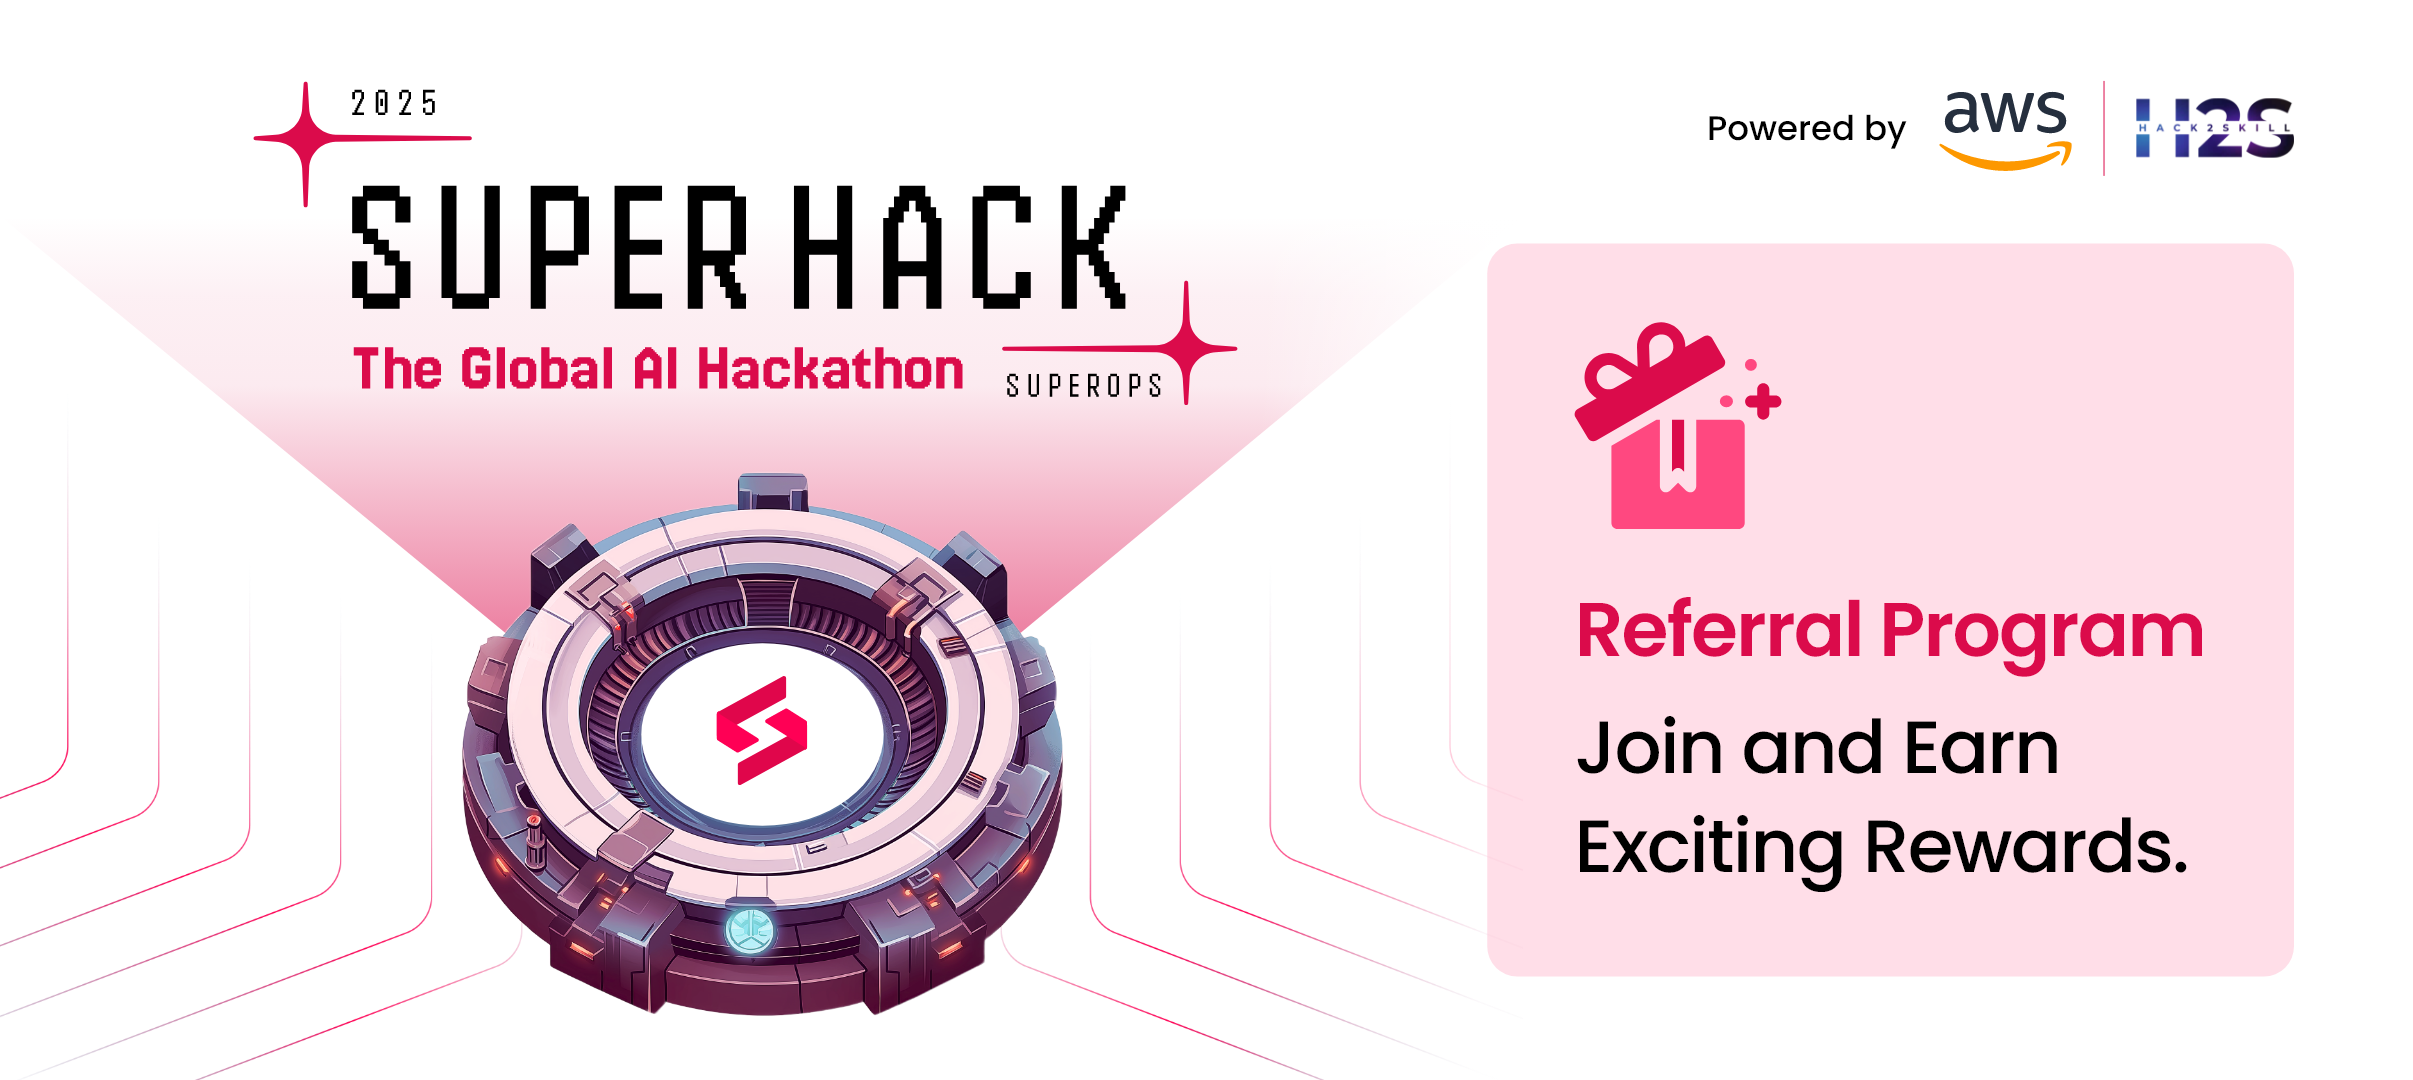 2025
SUPERHACK
The Global AI Hackathon
SUPEROPS
Powered by
aws
H2S
HACK2SKILL
Referral Program
Join and Earn
Exciting Rewards.